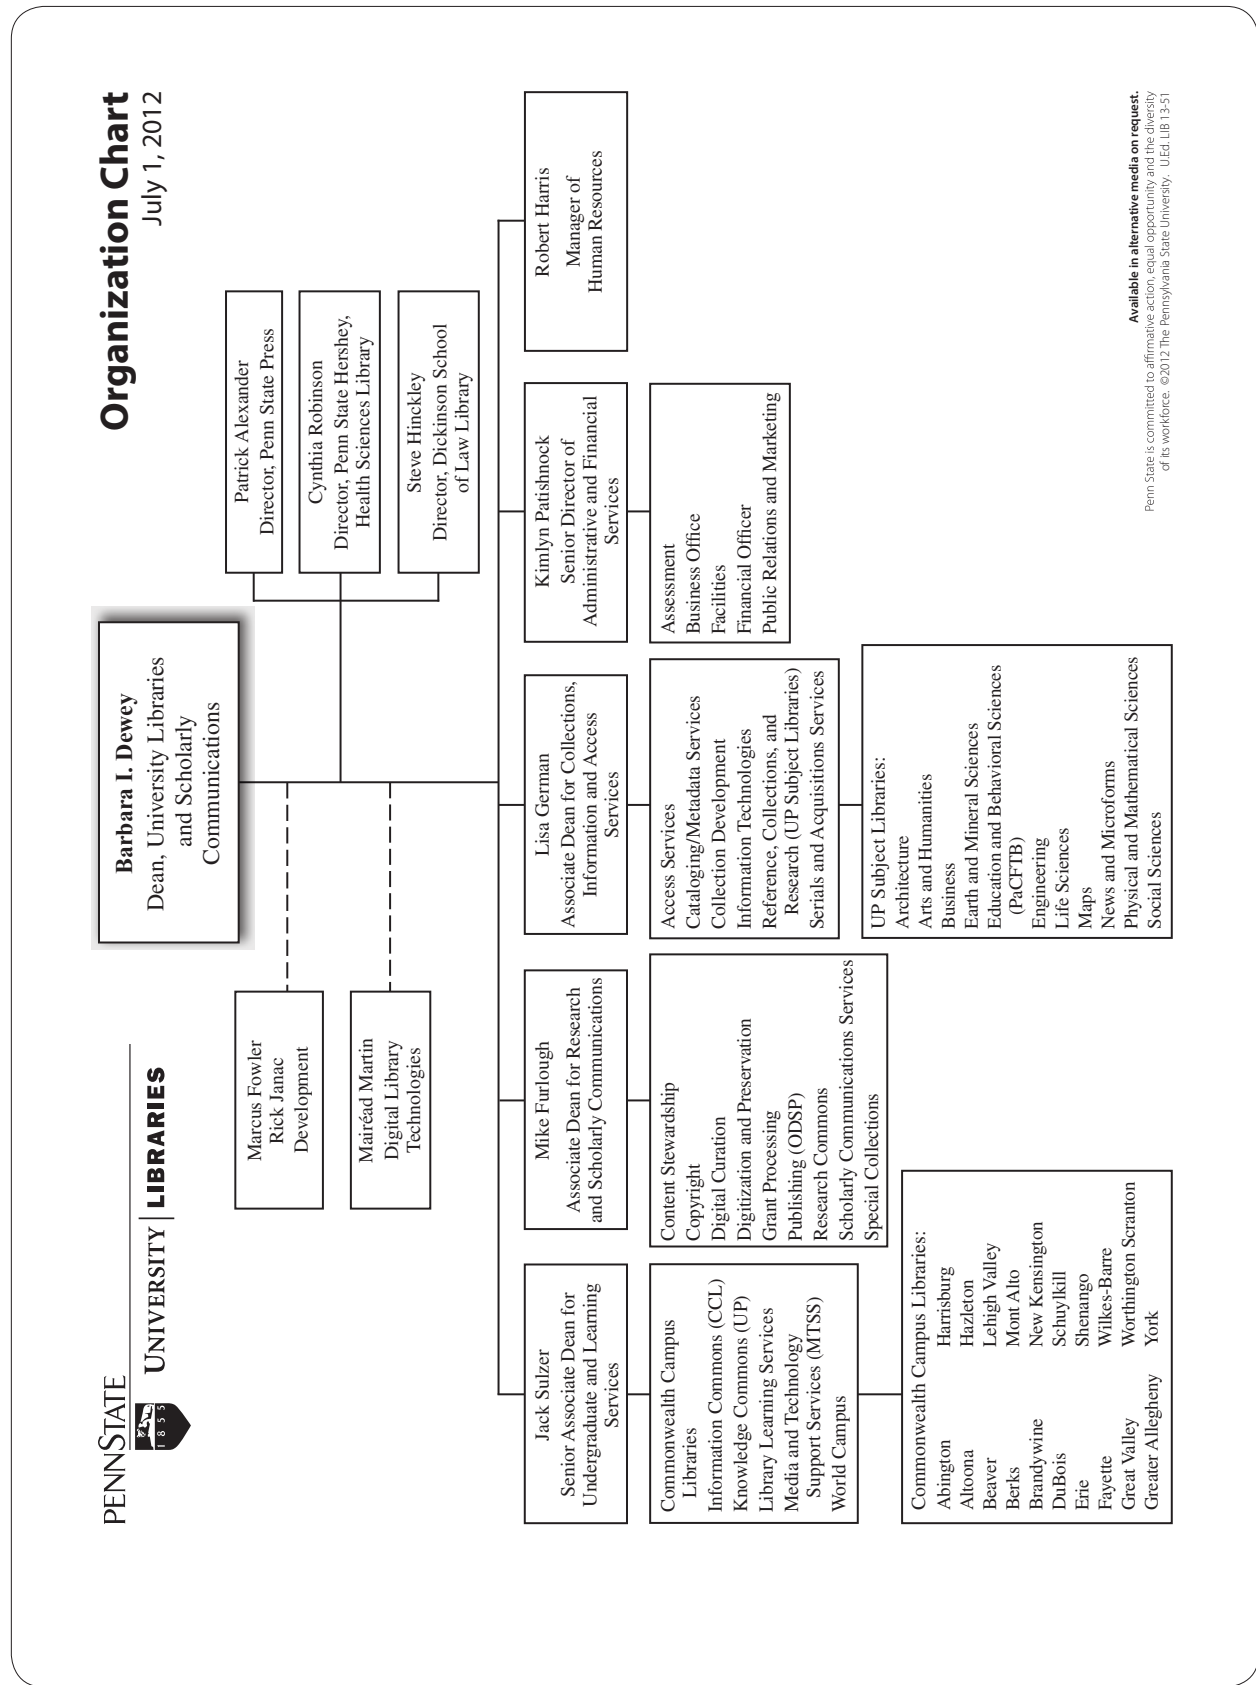 PENNSTATE
1855
UNIVERSITY LIBRARIES
Organization Chart
July 1, 2012
Barbara I. Dewey
Dean, University Libraries
and Scholarly
Communications
Marcus Fowler
Rick Janac
Development
Mairéad Martin
Digital Library
Technologies
Patrick Alexander
Director, Penn State Press
Cynthia Robinson
Director, Penn State Hershey,
Health Sciences Library
Steve Hinckley
Director, Dickinson School
of Law Library
Jack Sulzer
Senior Associate Dean for
Undergraduate and Learning
Services
Commonwealth Campus
Libraries
Information Commons (CCL)
Knowledge Commons (UP)
Library Learning Services
Media and Technology
Support Services (MTSS)
World Campus
Commonwealth Campus Libraries:
Abington Harrisburg
Altoona Hazleton
Beaver Lehigh Valley
Berks Mont Alto
Brandywine New Kensington
DuBois Schuylkill
Erie Shenango
Fayette Wilkes-Barre
Great Valley Worthington Scranton
Greater Allegheny York
Mike Furlough
Associate Dean for Research
and Scholarly Communications
Content Stewardship
Copyright
Digital Curation
Digitization and Preservation
Grant Processing
Publishing (ODSP)
Research Commons
Scholarly Communications Services
Special Collections
Lisa German
Associate Dean for Collections,
Information and Access
Services
Access Services
Cataloging/Metadata Services
Collection Development
Information Technologies
Reference, Collections, and
Research (UP Subject Libraries)
Serials and Acquisitions Services
UP Subject Libraries:
Architecture
Arts and Humanities
Business
Earth and Mineral Sciences
Education and Behavioral Sciences
(PaCFTB)
Engineering
Life Sciences
Maps
News and Microforms
Physical and Mathematical Sciences
Social Sciences
Kimlyn Patishnock
Senior Director of
Administrative and Financial
Services
Assessment
Business Office
Facilities
Financial Officer
Public Relations and Marketing
Robert Harris
Manager of
Human Resources
Available in alternative media on request.
Penn State is committed to affirmative action, equal opportunity and the diversity
of its workforce. ©2012 The Pennsylvania State University. U.Ed. LIB 13-51